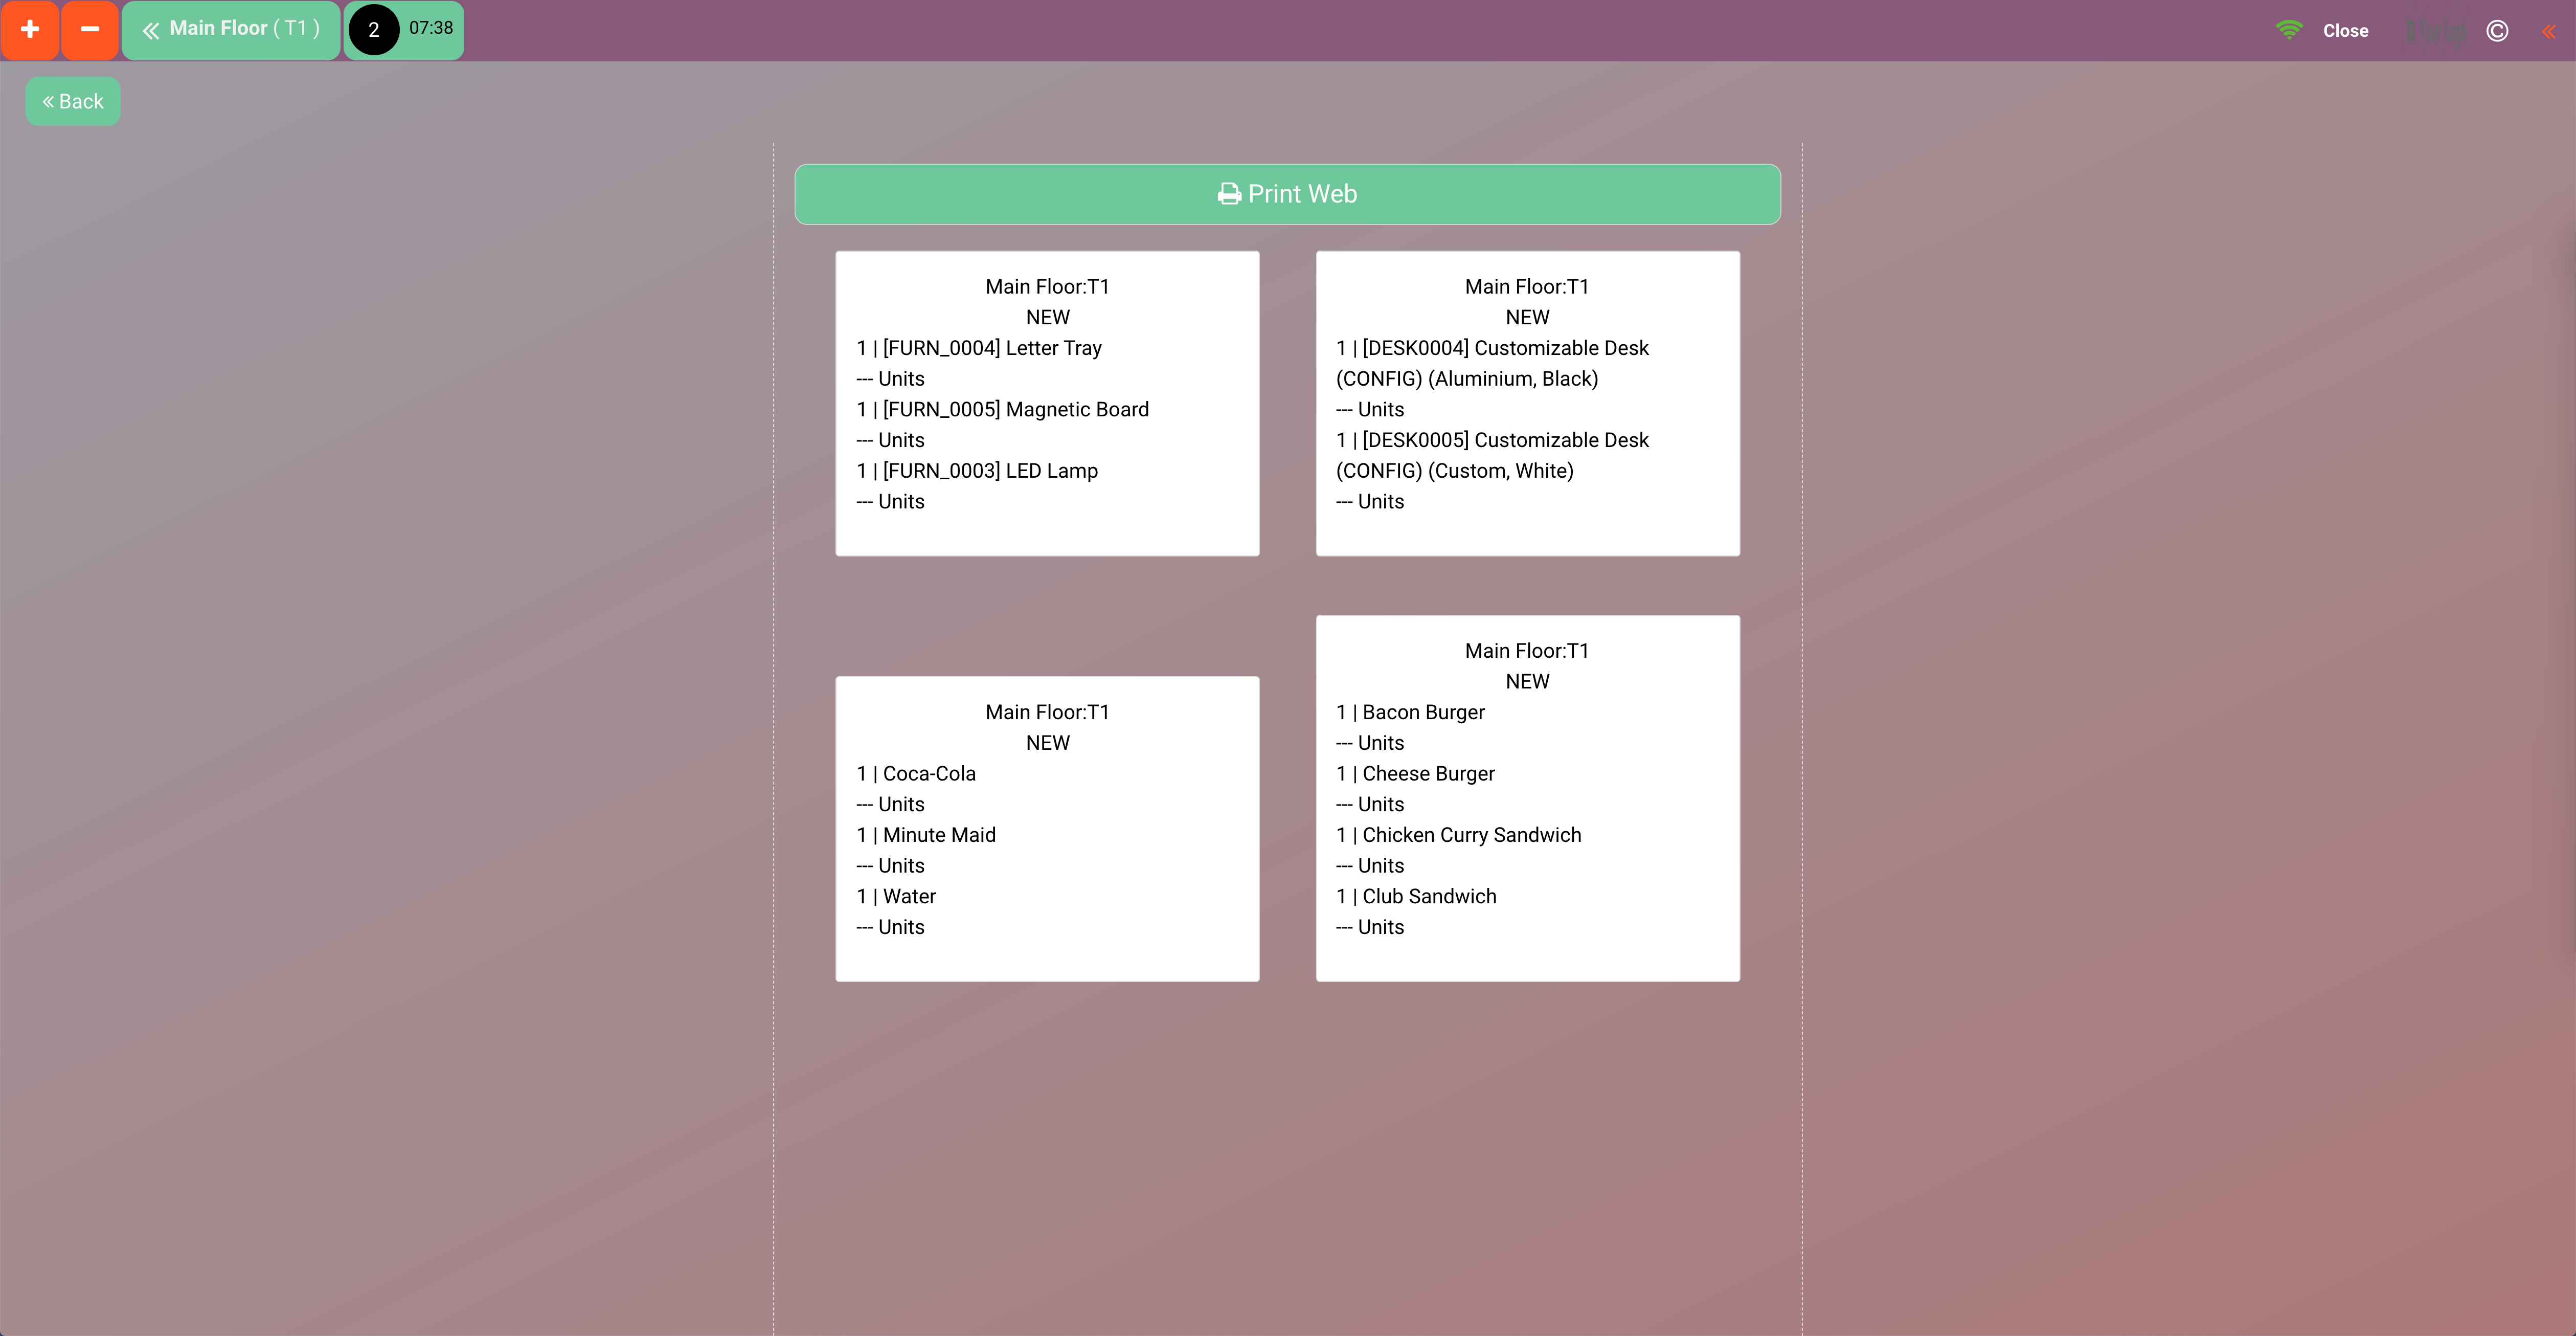 Main Floor ( T1 )
2 07:38
Close
Back
Print Web
Main Floor:T1
NEW
1 | [FURN_0004] Letter Tray
--- Units
1 | [FURN_0005] Magnetic Board
--- Units
1 | [FURN_0003] LED Lamp
--- Units
Main Floor:T1
NEW
1 | [DESK0004] Customizable Desk
(CONFIG) (Aluminium, Black)
--- Units
1 | [DESK0005] Customizable Desk
(CONFIG) (Custom, White)
--- Units
Main Floor:T1
NEW
1 | Coca-Cola
--- Units
1 | Minute Maid
--- Units
1 | Water
--- Units
Main Floor:T1
NEW
1 | Bacon Burger
--- Units
1 | Cheese Burger
--- Units
1 | Chicken Curry Sandwich
--- Units
1 | Club Sandwich
--- Units